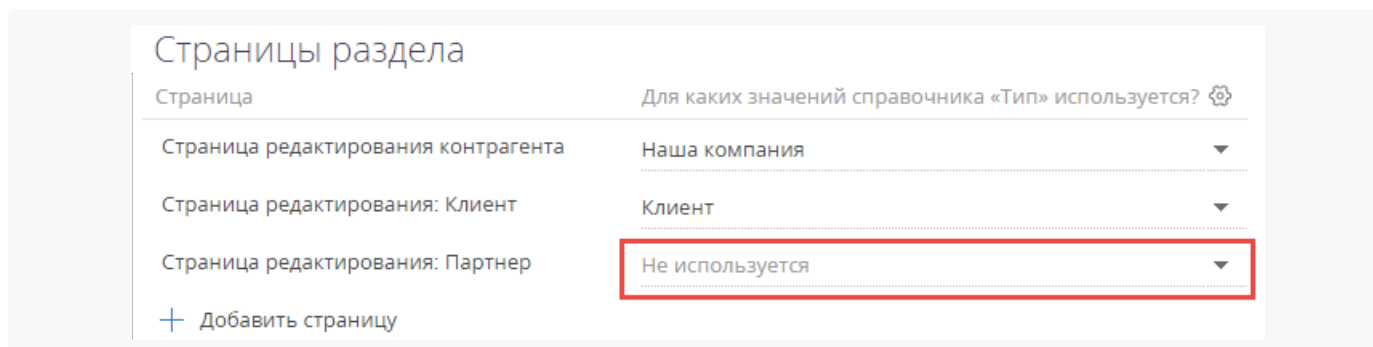 Страницы раздела
Страница Для каких значений справочника «Тип» используется?
Страница редактирования контрагента Наша компания
Страница редактирования: Клиент Клиент
Страница редактирования: Партнер Не используется
Добавить страницу